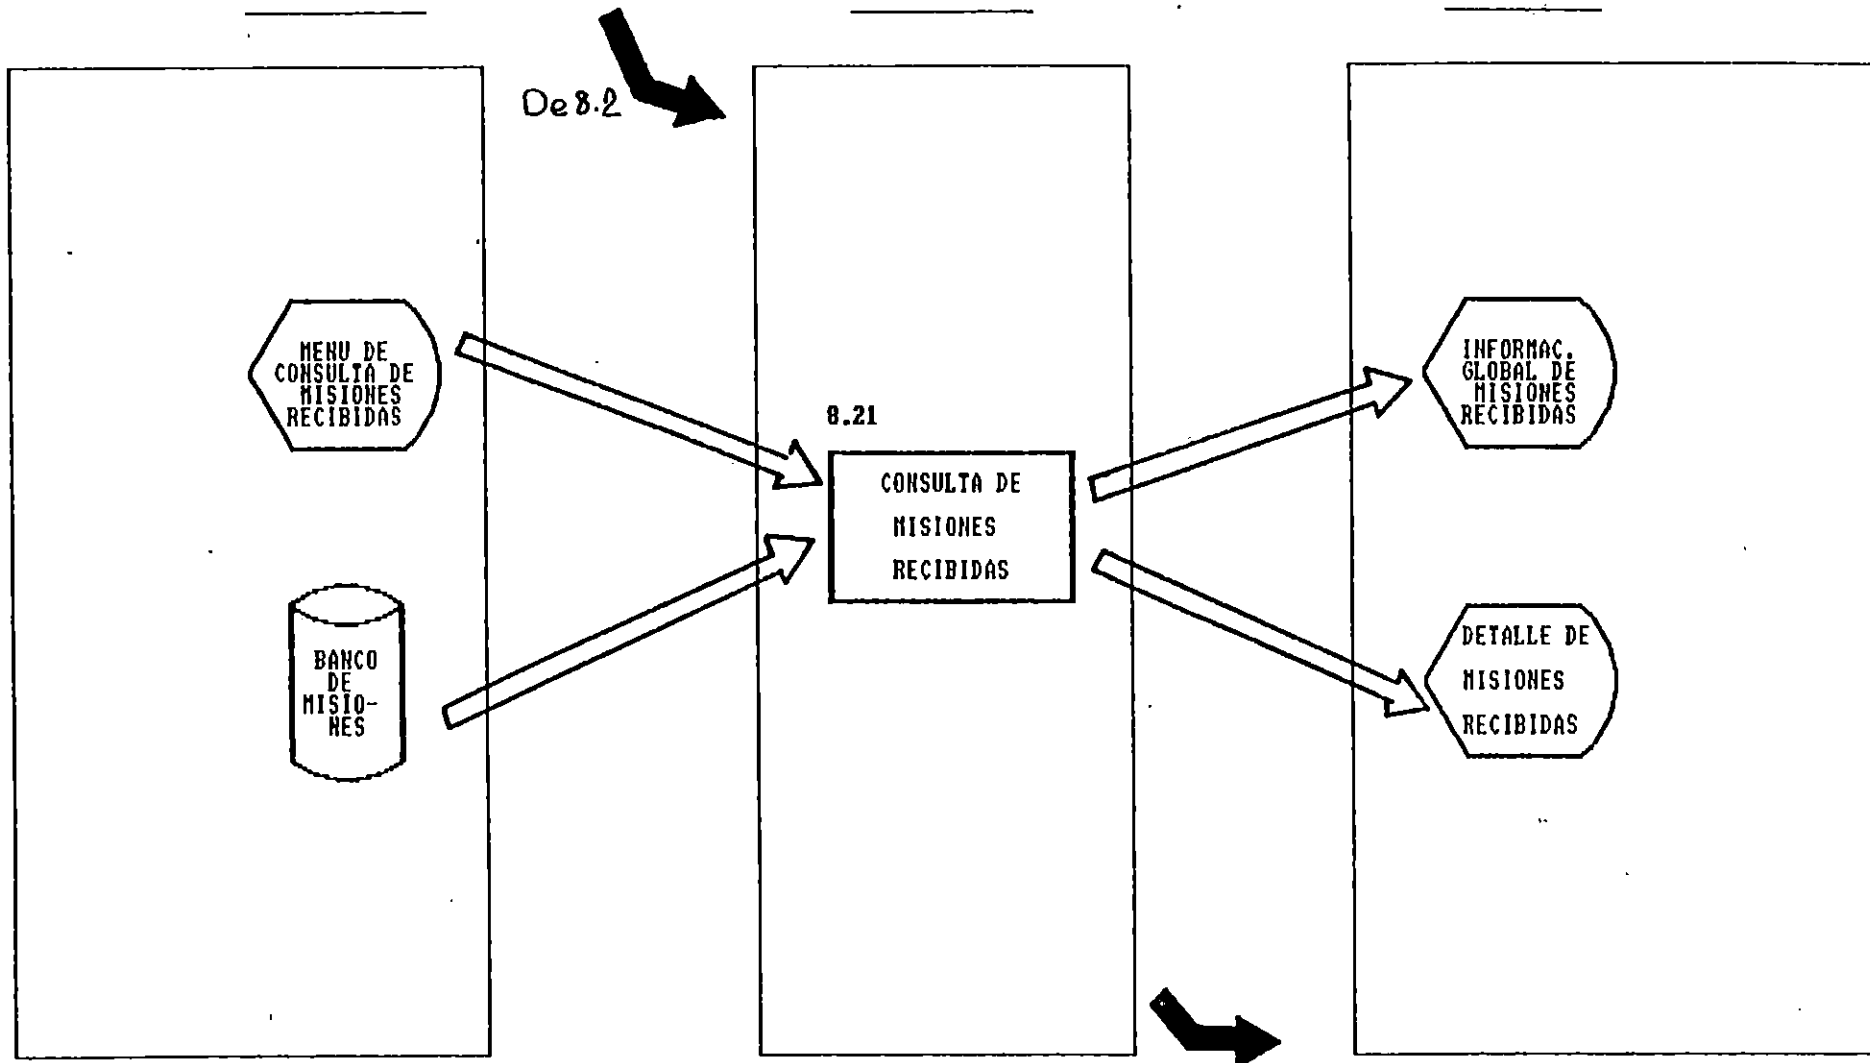 De 8.2
MENU DE
CONSULTA DE
MISIONES
RECIBIDAS
BANCO
DE
MISIO-
NES
8.21
CONSULTA DE
MISIONES
RECIBIDAS
INFORMAC.
GLOBAL DE
MISIONES
RECIBIDAS
DETALLE DE
MISIONES
RECIBIDAS